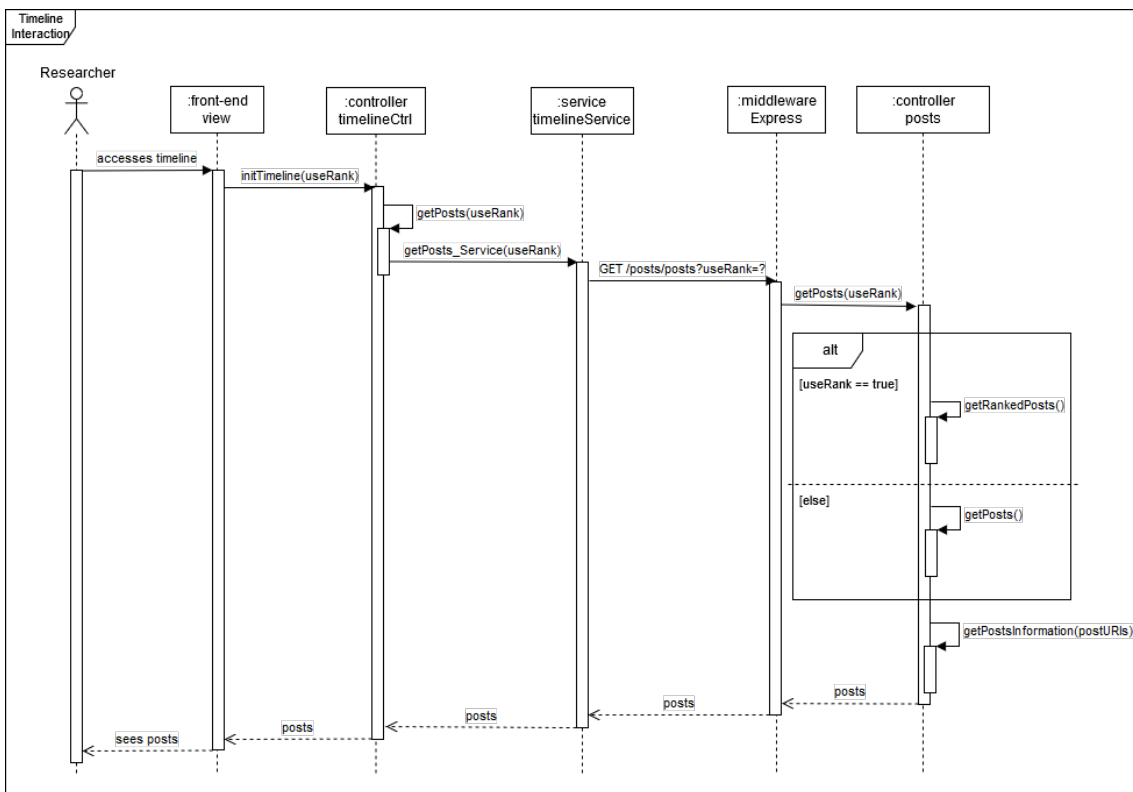 Timeline
Interaction
Researcher
:front-end
view
:controller
timelineCtrl
:service
timelineService
:middleware
Express
:controller
posts
accesses timeline
initTimeline(useRank)
getPosts(useRank)
getPosts_Service(useRank)
GET /posts/posts?useRank=?
getPosts(useRank)
alt
[useRank == true]
getRankedPosts()
[else]
getPosts()
getPostsInformation(postURIs)
posts
posts
posts
posts
sees posts